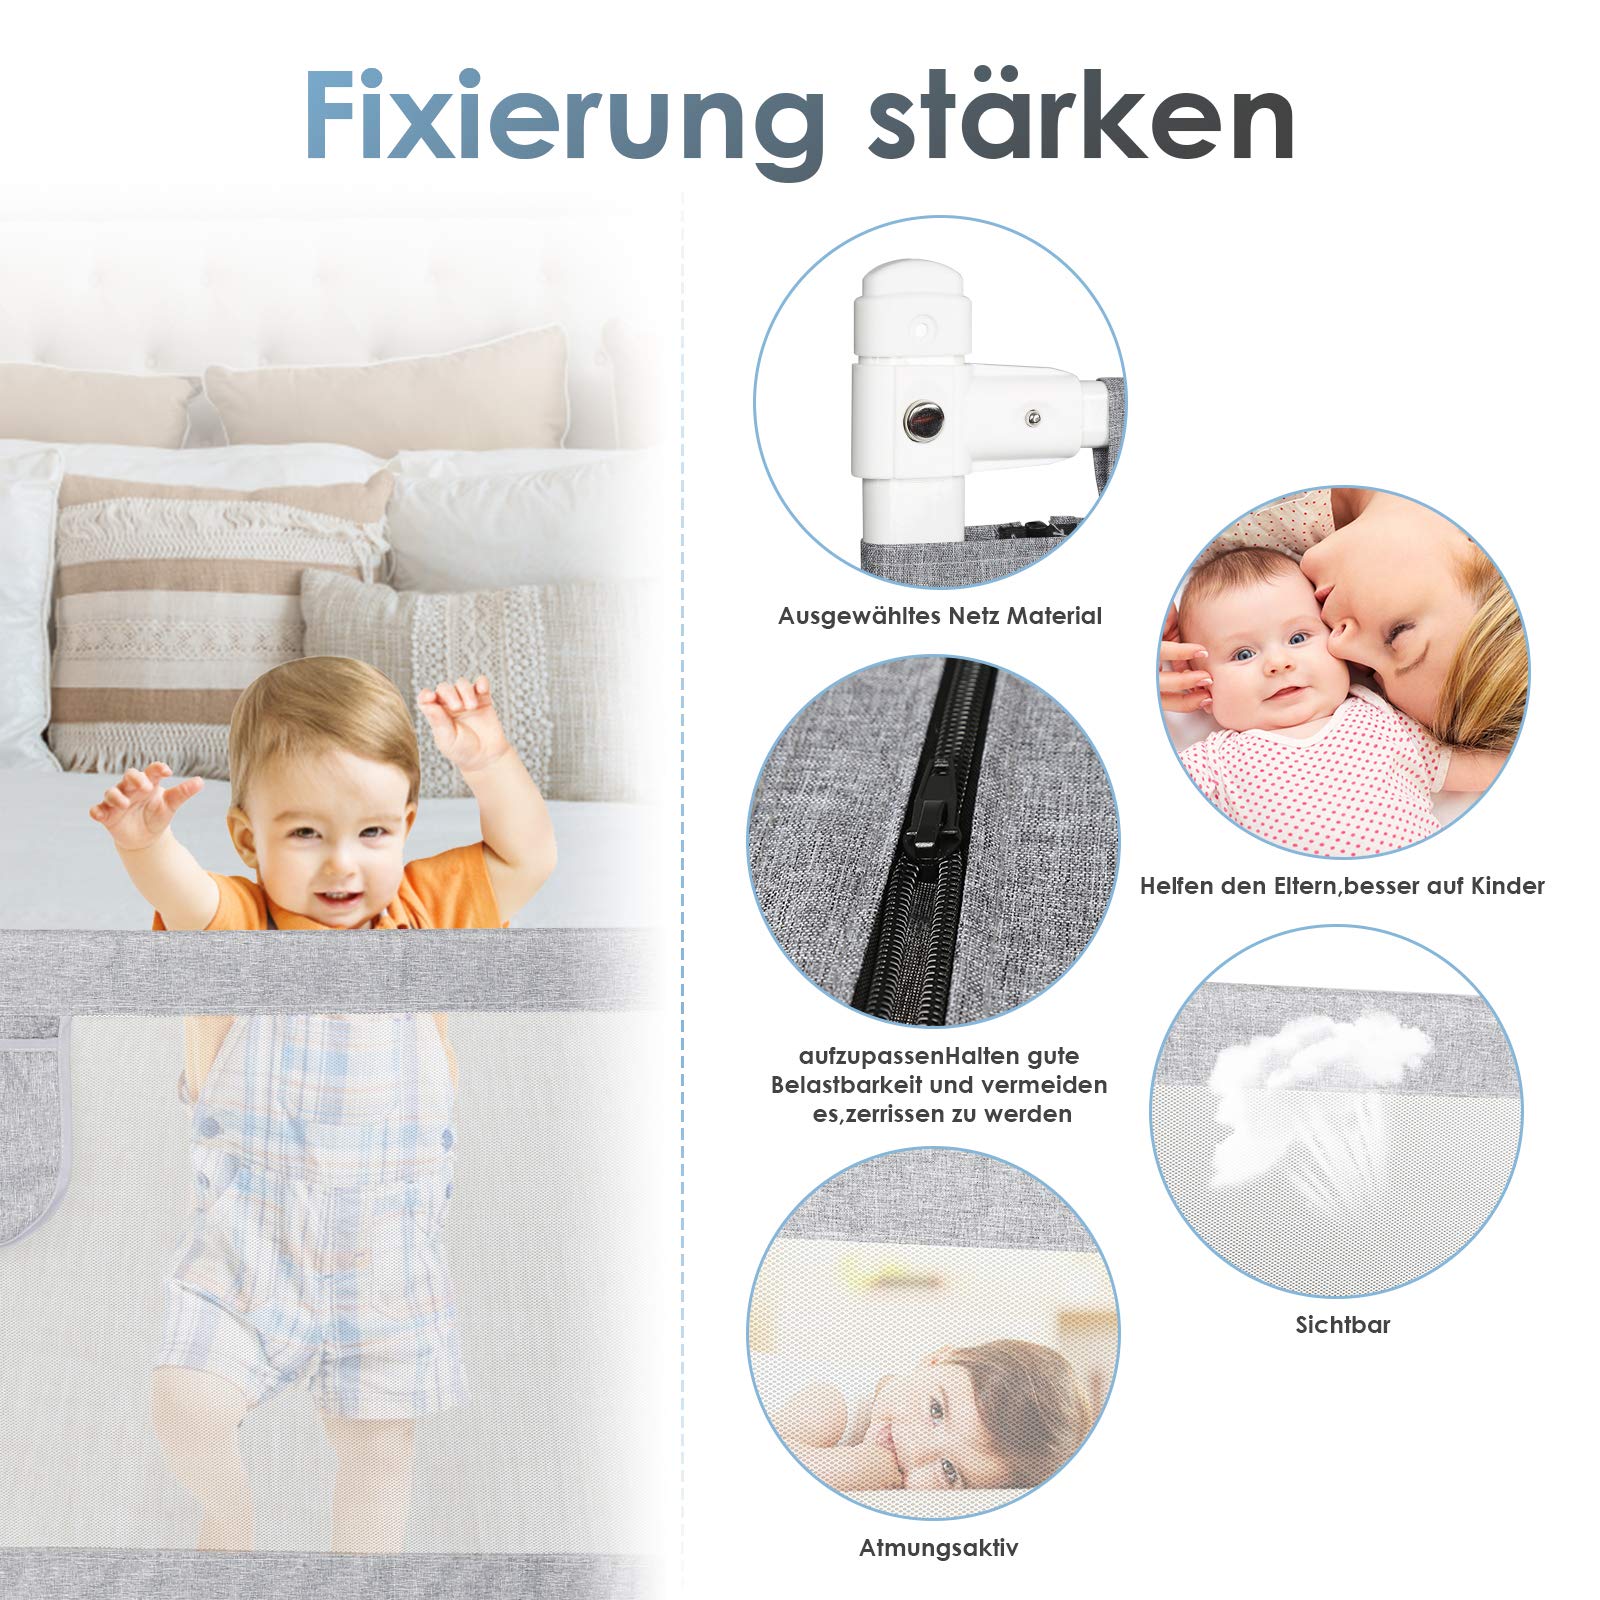 Fixierung stärken
Ausgewähltes Netz Material
Helfen den Eltern,besser auf Kinder
aufzupassenHalten gute
Belastbarkeit und vermeiden
es,zerrissen zu werden
Sichtbar
Atmungsaktiv